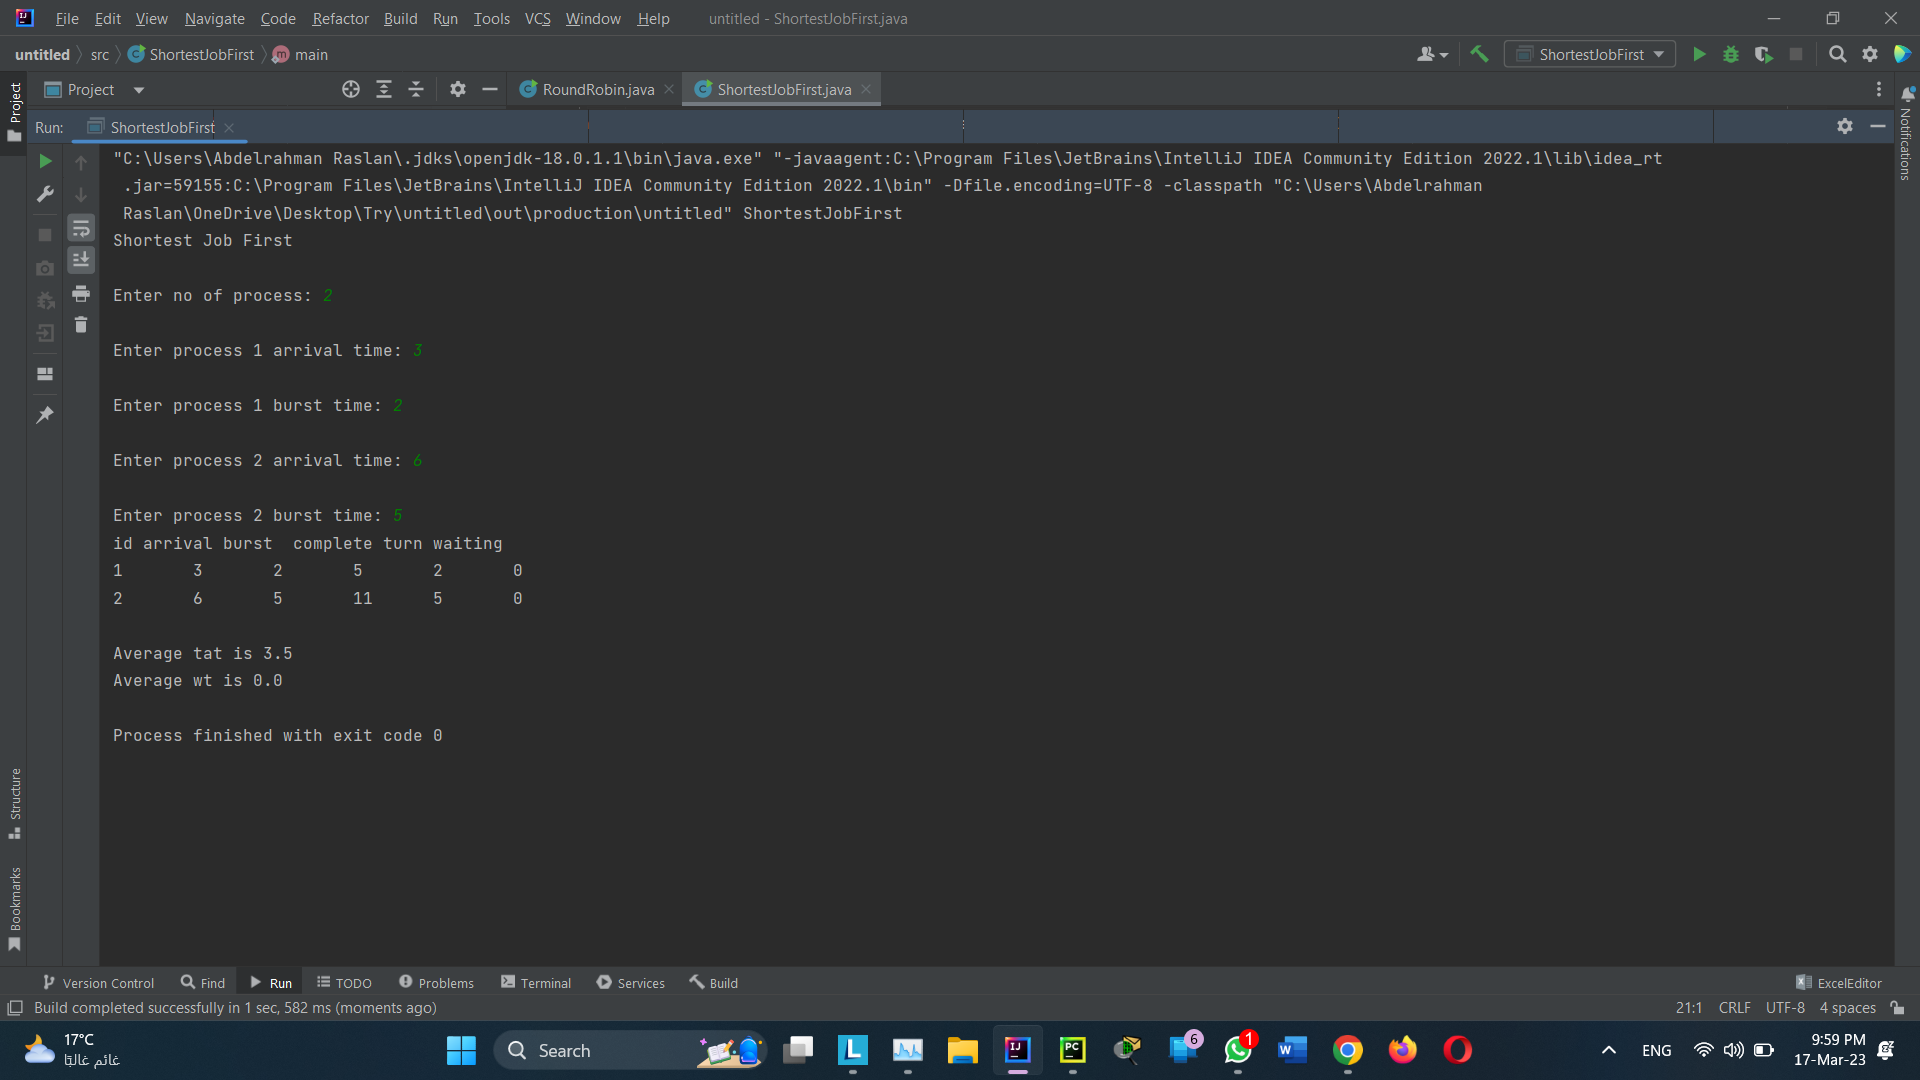 File Edit View Navigate Code Refactor Build Run Tools VCS Window Help untitled - ShortestJobFirst.java
untitled src ShortestJobFirst main ShortestJobFirst
Project RoundRobin.java ShortestJobFirst.java
Project
Notifications
Run: ShortestJobFirst
"C:\Users\Abdelrahman Raslan\.jdks\openjdk-18.0.1.1\bin\java.exe" "-javaagent:C:\Program Files\JetBrains\IntelliJ IDEA Community Edition 2022.1\lib\idea_rt
.jar=59155:C:\Program Files\JetBrains\IntelliJ IDEA Community Edition 2022.1\bin" -Dfile.encoding=UTF-8 -classpath "C:\Users\Abdelrahman
Raslan\OneDrive\Desktop\Try\untitled\out\production\untitled" ShortestJobFirst
Shortest Job First
Enter no of process: 2
Enter process 1 arrival time: 3
Enter process 1 burst time: 2
Enter process 2 arrival time: 6
Enter process 2 burst time: 5
id arrival burst  complete turn waiting
1 3 2 5 2 0
2 6 5 11 5 0
Average tat is 3.5
Average wt is 0.0
Process finished with exit code 0
Structure
Bookmarks
Version Control Find Run TODO Problems Terminal Services Build ExcelEditor
Build completed successfully in 1 sec, 582 ms (moments ago) 21:1 CRLF UTF-8 4 spaces
17°C
غائم غالبًا
Search
L
IJ
PC
6
1
W
ENG
9:59 PM
17-Mar-23